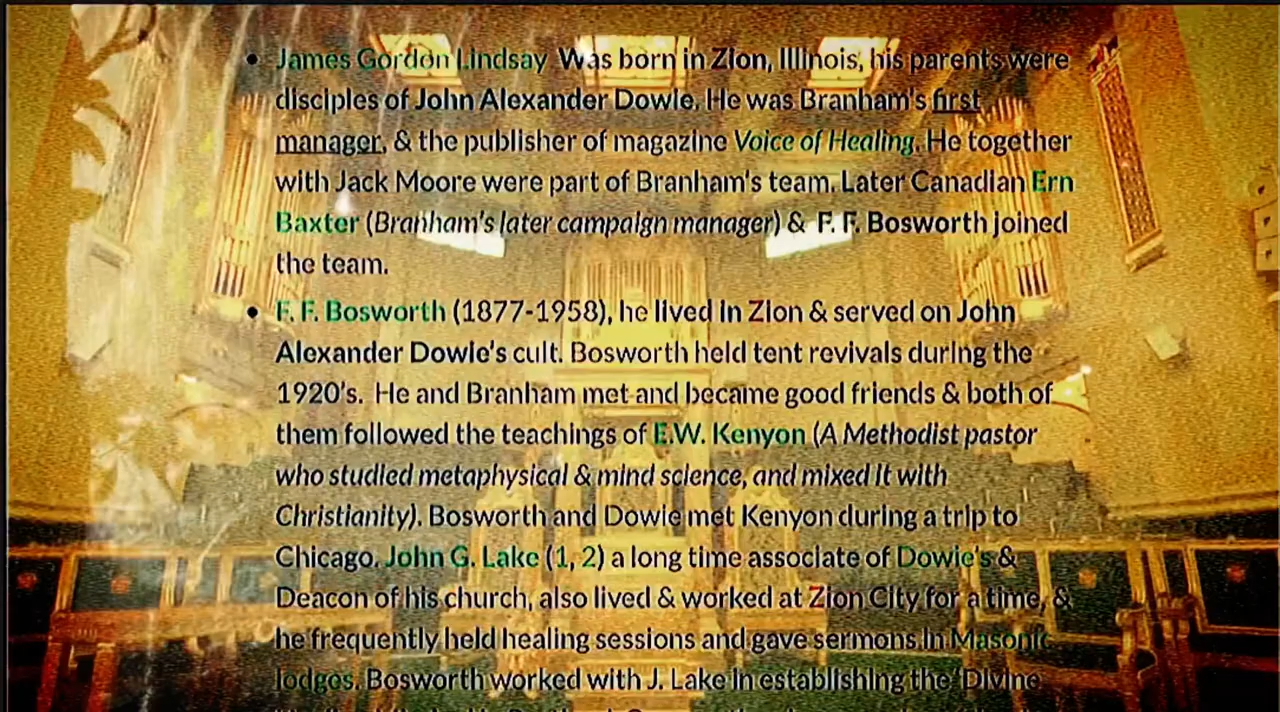 • James Gordon Lindsay Was born in Zion, Illinois, his parents were
disciples of John Alexander Dowie. He was Branham's first
manager, & the publisher of magazine Voice of Healing. He together
with Jack Moore were part of Branham's team. Later Canadian Ern
Baxter (Branham's later campaign manager) & F. F. Bosworth joined
the team.
• F. F. Bosworth (1877-1958), he lived in Zion & served on John
Alexander Dowie's cult. Bosworth held tent revivals during the
1920's. He and Branham met and became good friends & both of
them followed the teachings of E.W. Kenyon (A Methodist pastor
who studied metaphysical & mind science, and mixed it with
Christianity). Bosworth and Dowie met Kenyon during a trip to
Chicago. John G. Lake (1, 2) a long time associate of Dowie's &
Deacon of his church, also lived & worked at Zion City for a time, &
he frequently held healing sessions and gave sermons in Masonic
lodges. Bosworth worked with J. Lake in establishing the 'Divine